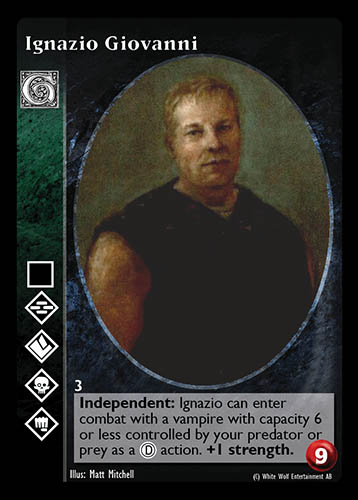 Ignazio Giovanni
3
Independent: Ignazio can enter
combat with a vampire with capacity 6
or less controlled by your predator or
prey as a D action. +1 strength.
9
Illus: Matt Mitchell
(C) White Wolf Entertainment AB